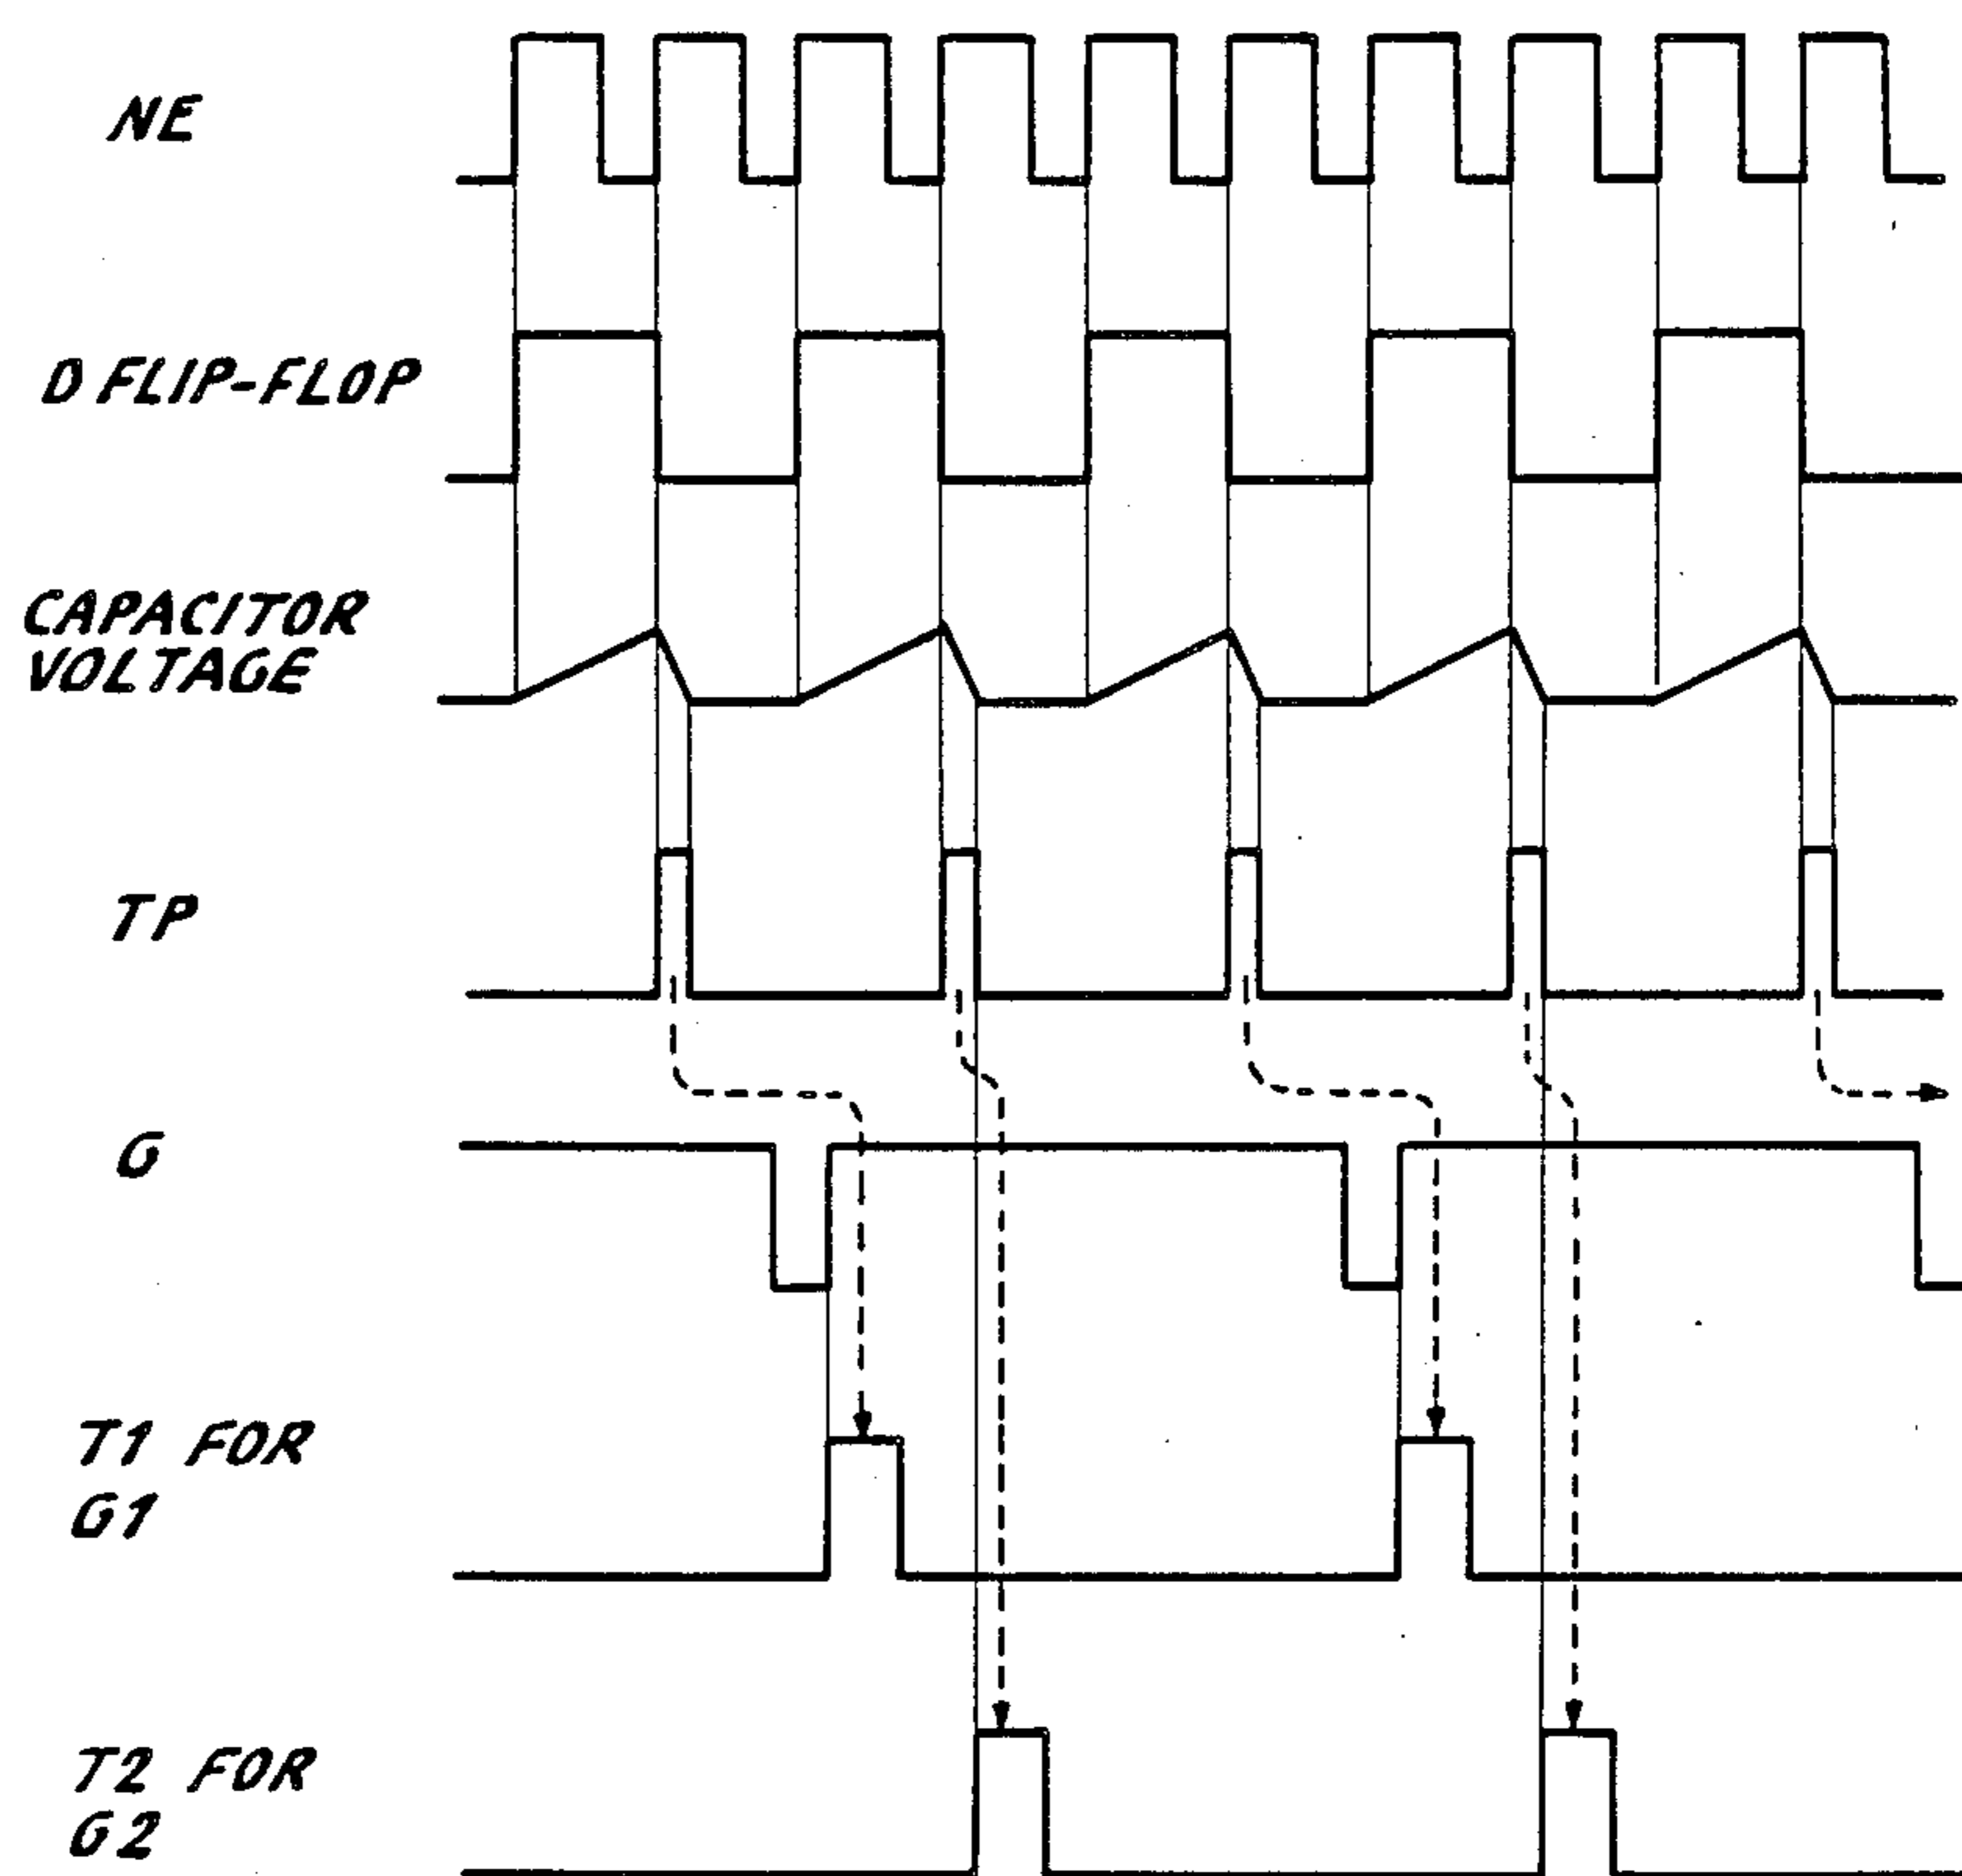 NE
D FLIP-FLOP
CAPACITOR
VOLTAGE
TP
G
T1 FOR
G1
T2 FOR
G2